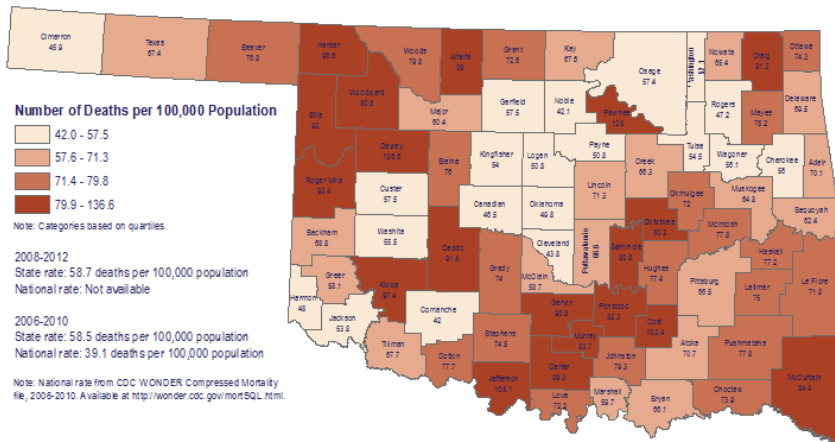 Cimarron
45.9
Texas
67.4
Beaver
76.8
Harper
Woods
79.8
Alfalfa
Grant
72.6
Kay
67.6
Osage
57.4
Washington
Nowata
65.4
Craig
81.3
Ottawa
74.3
Woodward
80.8
Ellis
Major
60.4
Garfield
57.5
Noble
42.1
Pawnee
Rogers
47.2
Mayes
75.2
Delaware
69.5
Number of Deaths per 100,000 Population
42.0 - 57.5
57.6 - 71.3
71.4 - 79.8
79.9 - 136.6
Note: Categories based on quartiles.
Dewey
136.6
Blaine
76
Kingfisher
54
Logan
50.8
Payne
50.8
Creek
66.3
Tulsa
54.5
Wagoner
56.1
Cherokee
56
Adair
70.1
Roger Mills
93.4
Custer
57.5
Canadian
46.5
Oklahoma
49.8
Lincoln
71.3
Okmulgee
72
Muskogee
64.8
Sequoyah
62.4
Beckham
68.8
Washita
55.5
Caddo
91.5
Grady
74
Cleveland
43.8
McClain
58.7
Pottawatomie
66.6
Seminole
80.8
Okfuskee
80.2
McIntosh
77.8
Haskell
77.2
Hughes
77.4
Pittsburg
66.5
Latimer
75
Le Flore
71.8
2008-2012
State rate: 58.7 deaths per 100,000 population
National rate: Not available
Greer
58.1
Kiowa
97.4
Harmon
48
Jackson
53.8
Comanche
42
Garvin
Pontotoc
82.3
Coal
102.4
2006-2010
State rate: 58.5 deaths per 100,000 population
National rate: 39.1 deaths per 100,000 population
Tillman
67.7
Cotton
77.7
Stephens
74.5
Murray
Carter
89.3
Johnston
79.3
Atoka
70.7
Pushmataha
77.8
McCurtain
84.4
Jefferson
105.1
Love
Marshall
59.7
Bryan
66.1
Choctaw
73.9
Note: National rate from CDC WONDER Compressed Mortality
file, 2006-2010. Available at http://wonder.cdc.gov/mortSQL.html.